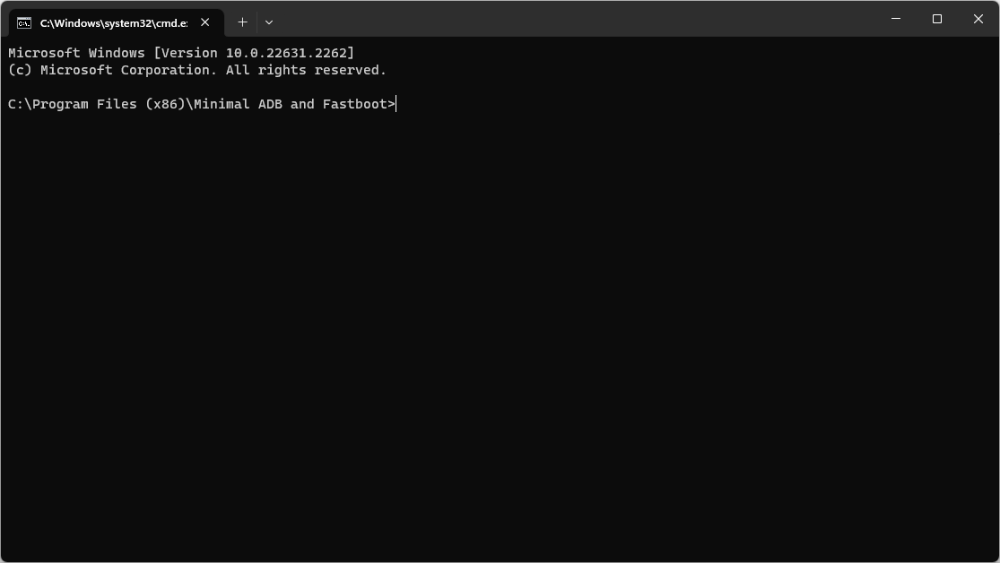 C:\Windows\system32\cmd.e
Microsoft Windows [Version 10.0.22631.2262]
(c) Microsoft Corporation. All rights reserved.
C:\Program Files (x86)\Minimal ADB and Fastboot>